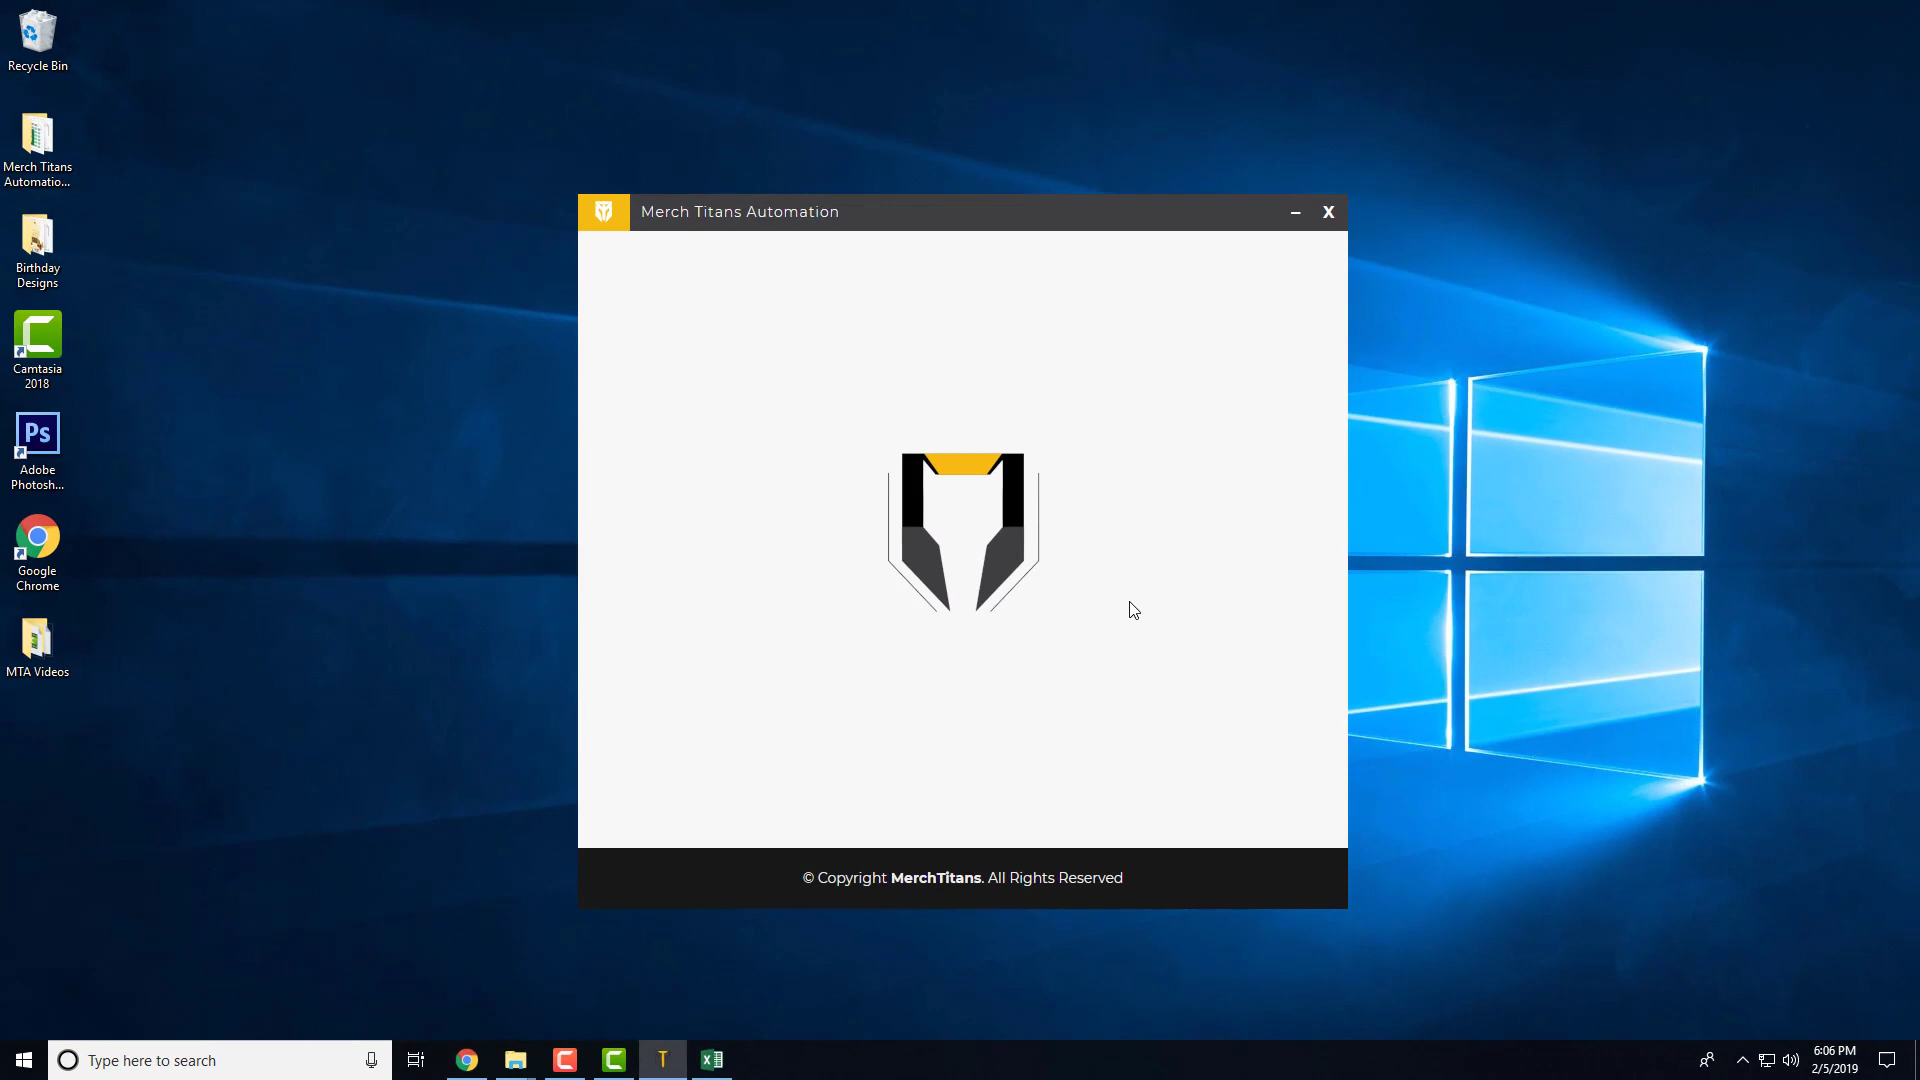 Recycle Bin
Merch Titans
Automatio...
Birthday
Designs
Camtasia
2018
Ps
Adobe
Photosh...
Google
Chrome
MTA Videos
Merch Titans Automation
X
© Copyright MerchTitans. All Rights Reserved
Type here to search
6:06 PM
2/5/2019